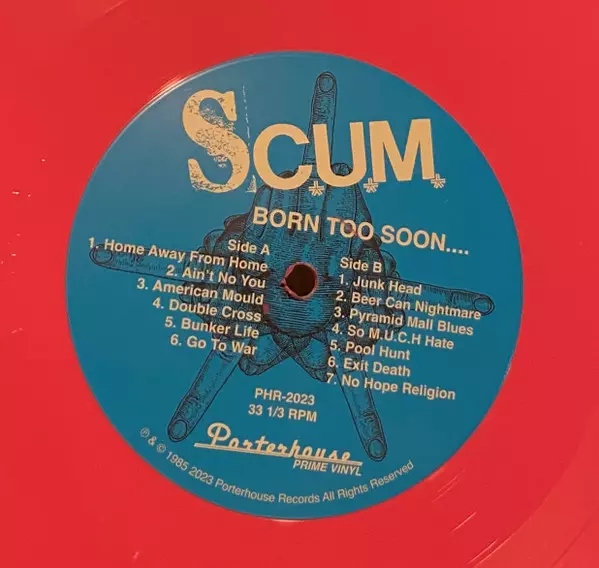 S.C.U.M.
BORN TOO SOON....
Side A
1. Home Away From Home
2. Ain't No You
3. American Mould
4. Double Cross
5. Bunker Life
6. Go To War
Side B
1. Junk Head
2. Beer Can Nightmare
3. Pyramid Mall Blues
4. So M.U.C.H Hate
5. Pool Hunt
6. Exit Death
7. No Hope Religion
PHR-2023
33 1/3 RPM
Porterhouse
PRIME VINYL
℗ & © 1985 2023 Porterhouse Records All Rights Reserved